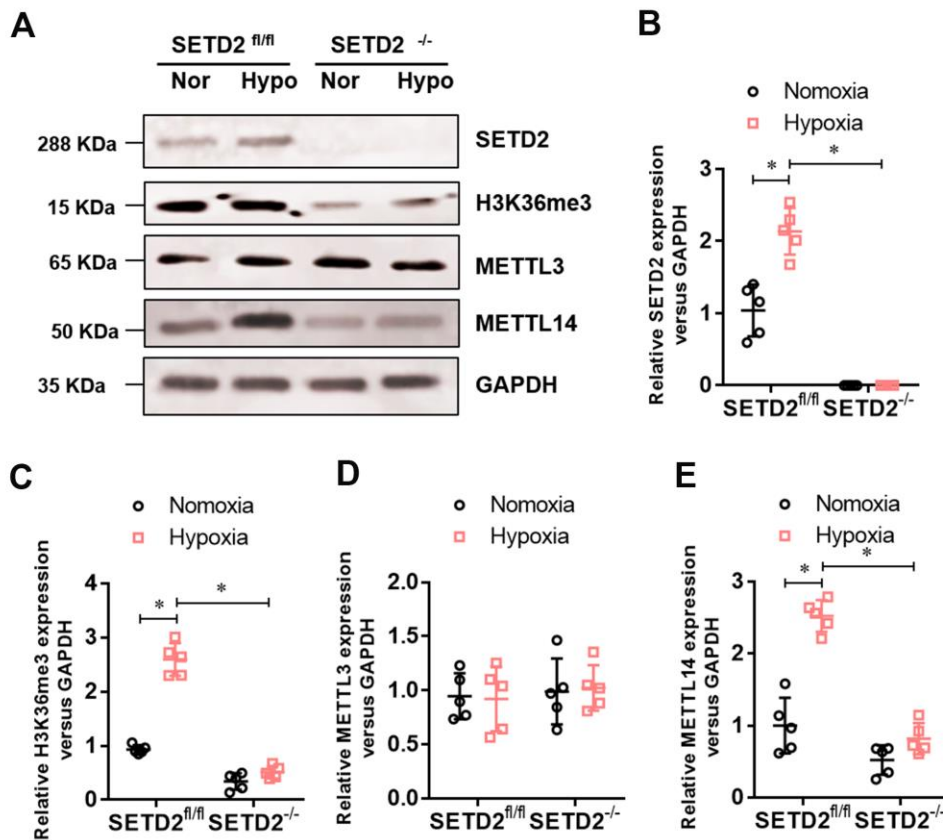 A
SETD2 fl/fl SETD2 -/-
Nor Hypo Nor Hypo
288 KDa SETD2
15 KDa H3K36me3
65 KDa METTL3
50 KDa METTL14
35 KDa GAPDH
B
Nomoxia
Hypoxia
Relative SETD2 expression
versus GAPDH
3
2
1
0
* *
SETD2fl/fl SETD2-/-
C
Nomoxia
Hypoxia
Relative H3K36me3 expression
versus GAPDH
4
3
2
1
0
* *
SETD2fl/fl SETD2-/-
D
Nomoxia
Hypoxia
Relative METTL3 expression
versus GAPDH
2.0
1.5
1.0
0.5
0.0
SETD2fl/fl SETD2-/-
E
Nomoxia
Hypoxia
Relative METTL14 expression
versus GAPDH
3
2
1
0
* *
SETD2fl/fl SETD2-/-